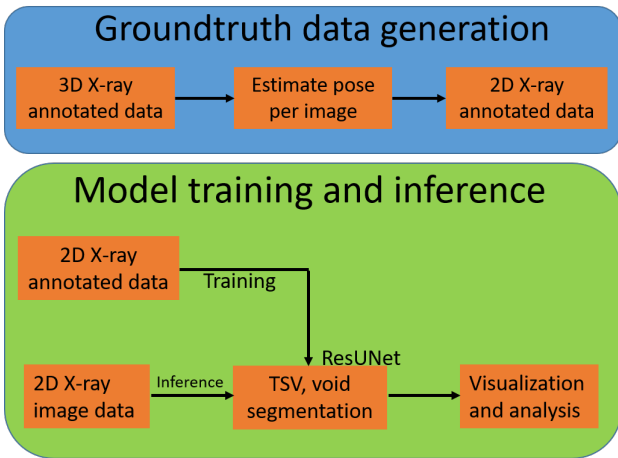 Groundtruth data generation
3D X-ray
annotated data
Estimate pose
per image
2D X-ray
annotated data
Model training and inference
2D X-ray
annotated data
Training
ResUNet
2D X-ray
image data
Inference
TSV, void
segmentation
Visualization
and analysis